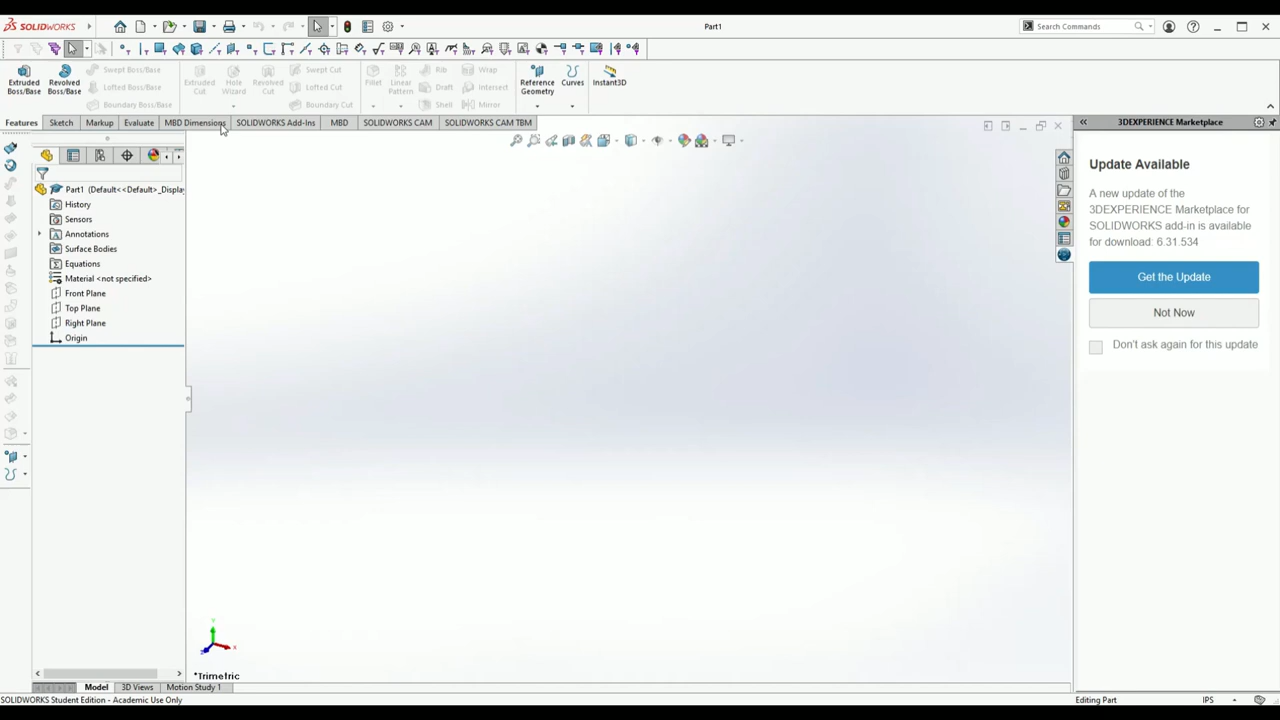 SOLIDWORKS
Part1
Search Commands
Extruded Boss/Base
Revolved Boss/Base
Swept Boss/Base
Lofted Boss/Base
Boundary Boss/Base
Extruded Cut
Hole Wizard
Revolved Cut
Swept Cut
Lofted Cut
Boundary Cut
Fillet
Linear Pattern
Rib
Draft
Shell
Wrap
Intersect
Mirror
Reference Geometry
Curves
Instant3D
Features
Sketch
Markup
Evaluate
MBD Dimensions
SOLIDWORKS Add-Ins
MBD
SOLIDWORKS CAM
SOLIDWORKS CAM TBM
3DEXPERIENCE Marketplace
Part1 (Default<<Default>_Displa
History
Sensors
Annotations
Surface Bodies
Equations
Material <not specified>
Front Plane
Top Plane
Right Plane
Origin
Update Available
A new update of the
3DEXPERIENCE Marketplace for
SOLIDWORKS add-in is available
for download: 6.31.534
Get the Update
Not Now
Don't ask again for this update
Y
X
Z
*Trimetric
Model
3D Views
Motion Study 1
SOLIDWORKS Student Edition - Academic Use Only
Editing Part
IPS